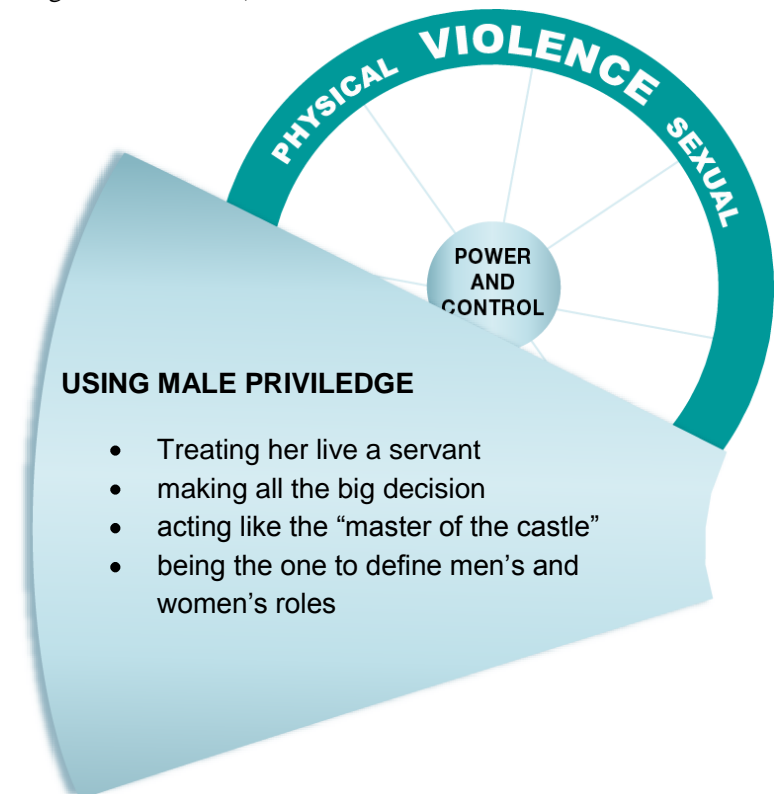 PHYSICAL VIOLENCE SEXUAL
POWER
AND
CONTROL
USING MALE PRIVILEDGE
• Treating her live a servant
• making all the big decision
• acting like the “master of the castle”
• being the one to define men’s and
women’s roles